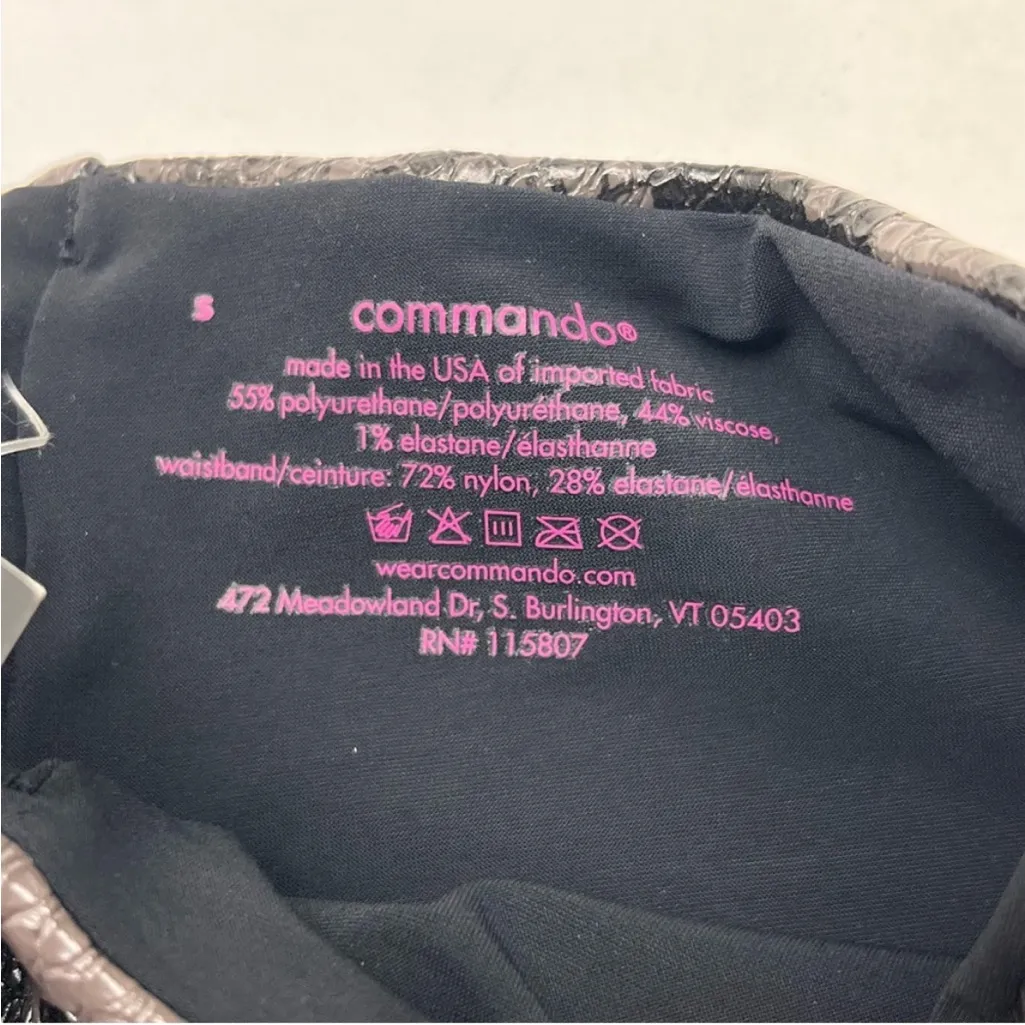 S
commando®
made in the USA of imported fabric
55% polyurethane/polyuréthane, 44% viscose,
1% elastane/élasthanne
waistband/ceinture: 72% nylon, 28% elastane/élasthanne
wearcommando.com
472 Meadowland Dr, S. Burlington, VT 05403
RN# 115807